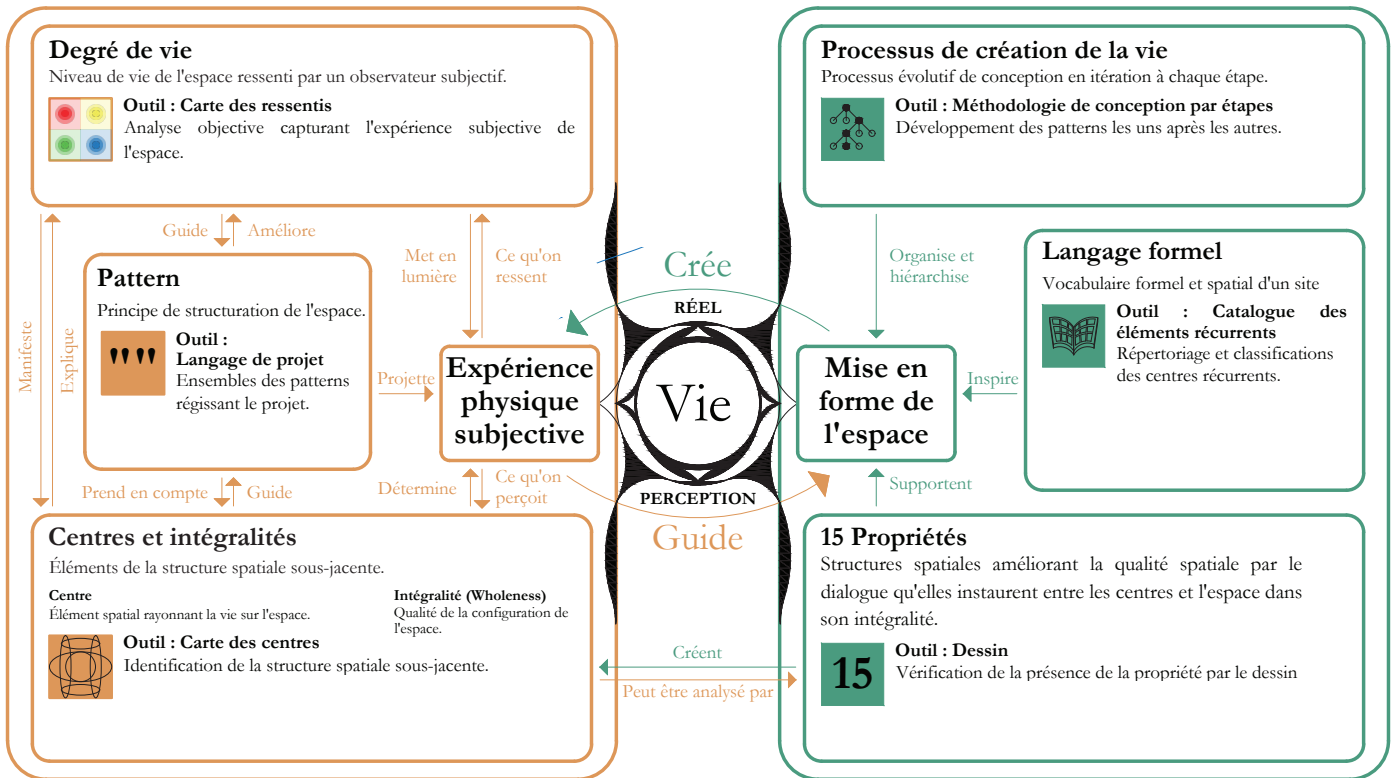 Degré de vie
Niveau de vie de l'espace ressenti par un observateur subjectif.
Outil : Carte des ressentis
Analyse objective capturant l'expérience subjective de
l'espace.
Guide
Améliore
Met en
lumière
Ce qu'on
ressent
Manifeste
Explique
Pattern
Principe de structuration de l'espace.
""
Outil :
Langage de projet
Ensembles des patterns
régissant le projet.
Projette
Expérience
physique
subjective
Prend en compte
Guide
Détermine
Ce qu'on
perçoit
Centres et intégralités
Éléments de la structure spatiale sous-jacente.
Centre
Élément spatial rayonnant la vie sur l'espace.
Intégralité (Wholeness)
Qualité de la configuration de
l'espace.
Outil : Carte des centres
Identification de la structure spatiale sous-jacente.
Crée
RÉEL
Vie
PERCEPTION
Guide
Créent
Peut être analysé par
Processus de création de la vie
Processus évolutif de conception en itération à chaque étape.
Outil : Méthodologie de conception par étapes
Développement des patterns les uns après les autres.
Organise et
hiérarchise
Langage formel
Vocabulaire formel et spatial d'un site
Outil : Catalogue des
éléments récurrents
Répertoriage et classifications
des centres récurrents.
Mise en
forme de
l'espace
Inspire
Supportent
15 Propriétés
Structures spatiales améliorant la qualité spatiale par le
dialogue qu'elles instaurent entre les centres et l'espace dans
son intégralité.
15
Outil : Dessin
Vérification de la présence de la propriété par le dessin